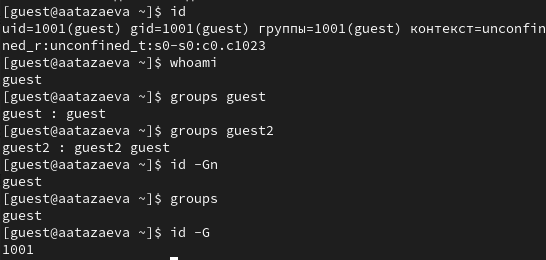 [guest@aatazaeva ~]$ id
uid=1001(guest) gid=1001(guest) группы=1001(guest) контекст=unconfin
ned_r:unconfined_t:s0-s0:c0.c1023
[guest@aatazaeva ~]$ whoami
guest
[guest@aatazaeva ~]$ groups guest
guest : guest
[guest@aatazaeva ~]$ groups guest2
guest2 : guest2 guest
[guest@aatazaeva ~]$ id -Gn
guest
[guest@aatazaeva ~]$ groups
guest
[guest@aatazaeva ~]$ id -G
1001